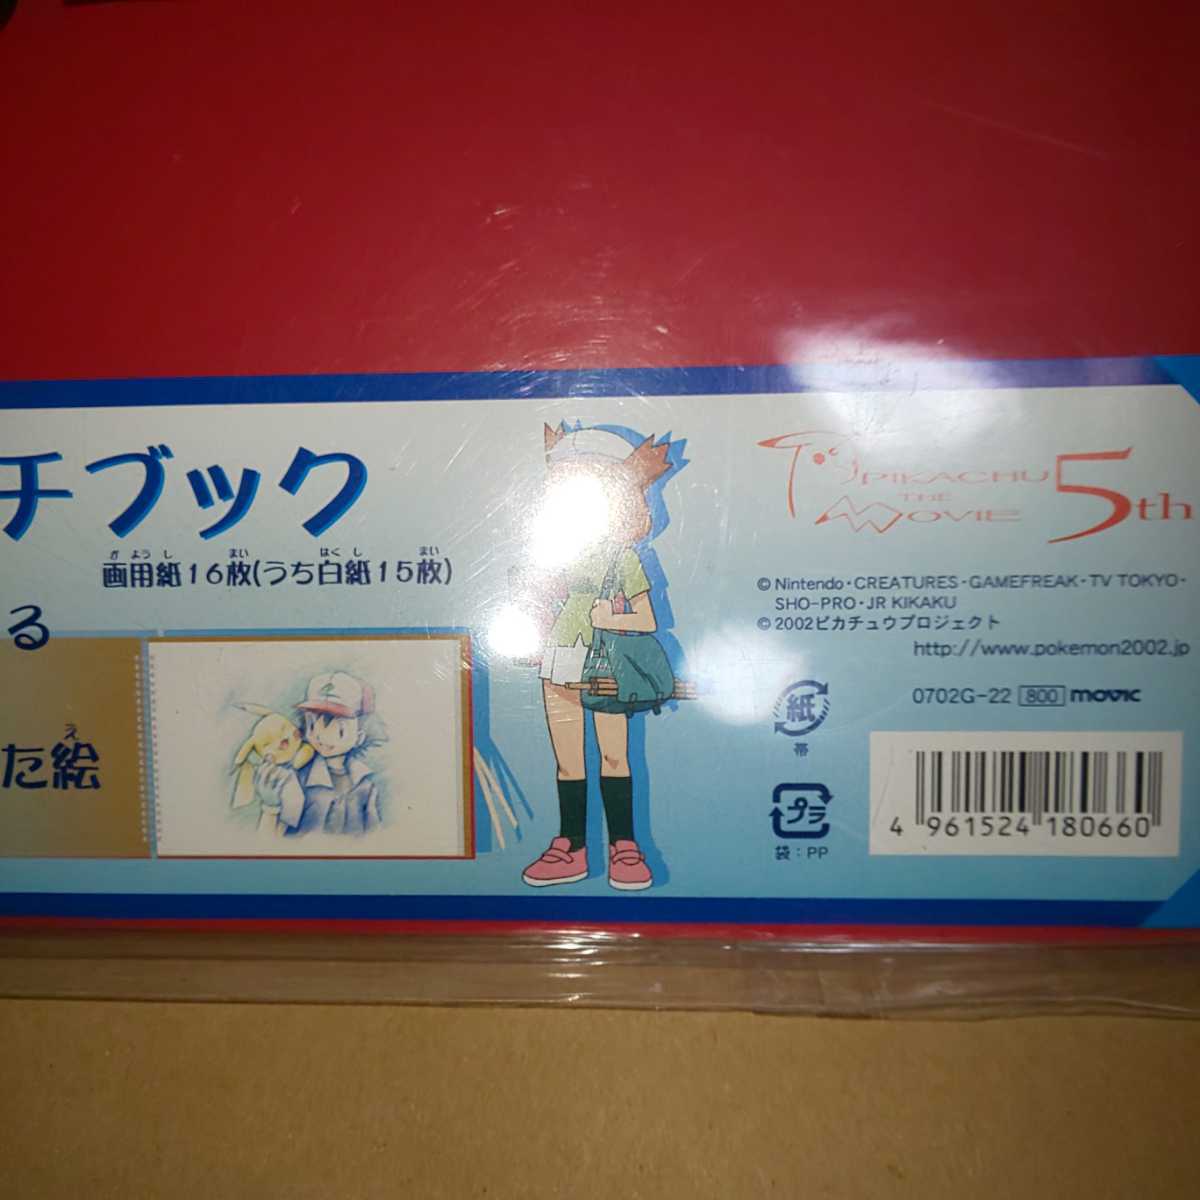 チブック
画用紙16枚(うち白紙15枚)
がようし まい はくし まい
る
た絵
え
PIKACHU
THE
MOVIE
5th
© Nintendo・CREATURES・GAMEFREAK・TV TOKYO・
SHO-PRO・JR KIKAKU
© 2002ピカチュウプロジェクト
http://www.pokemon2002.jp
0702G-22 800 movic
紙
帯
プラ
袋：PP
4 961524 180660